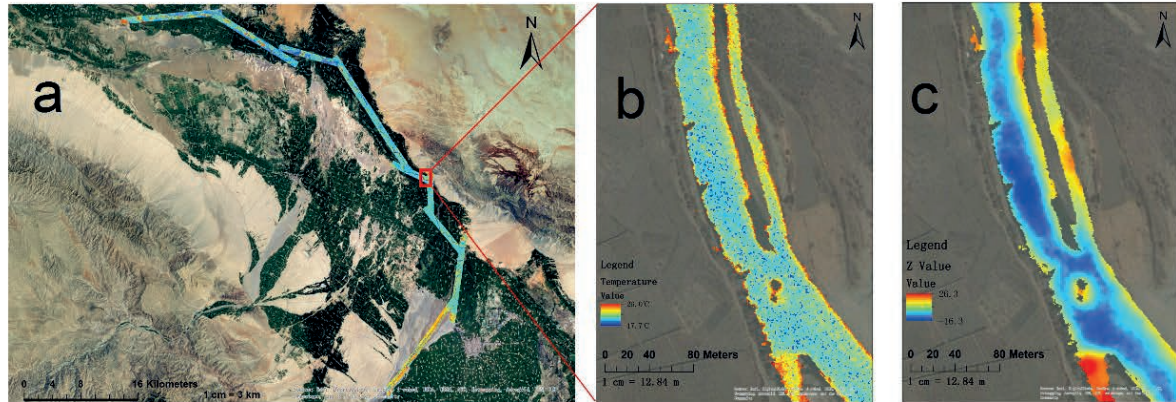 a
N
0 4 8 16 Kilometers
1 cm = 3 km
b
N
Legend
Temperature
Value
26.0℃
17.7℃
0 20 40 80 Meters
1 cm = 12.84 m
c
N
Legend
Z Value
Value
26.3
-16.3
0 20 40 80 Meters
1 cm = 12.84 m